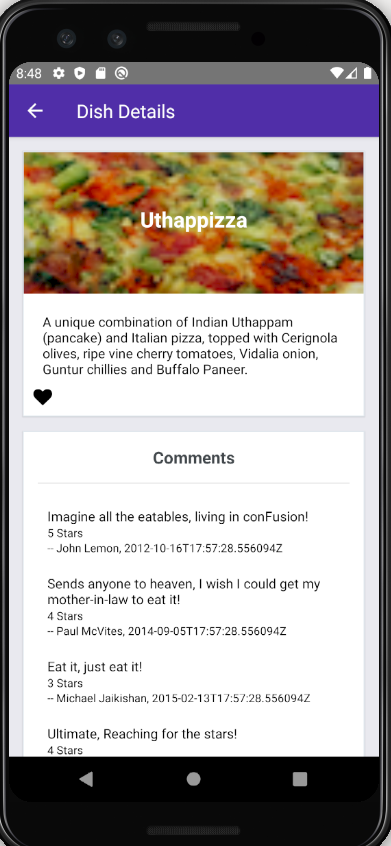 8:48
Dish Details
Uthappizza
A unique combination of Indian Uthappam
(pancake) and Italian pizza, topped with Cerignola
olives, ripe vine cherry tomatoes, Vidalia onion,
Guntur chillies and Buffalo Paneer.
Comments
Imagine all the eatables, living in conFusion!
5 Stars
-- John Lemon, 2012-10-16T17:57:28.556094Z
Sends anyone to heaven, I wish I could get my
mother-in-law to eat it!
4 Stars
-- Paul McVites, 2014-09-05T17:57:28.556094Z
Eat it, just eat it!
3 Stars
-- Michael Jaikishan, 2015-02-13T17:57:28.556094Z
Ultimate, Reaching for the stars!
4 Stars